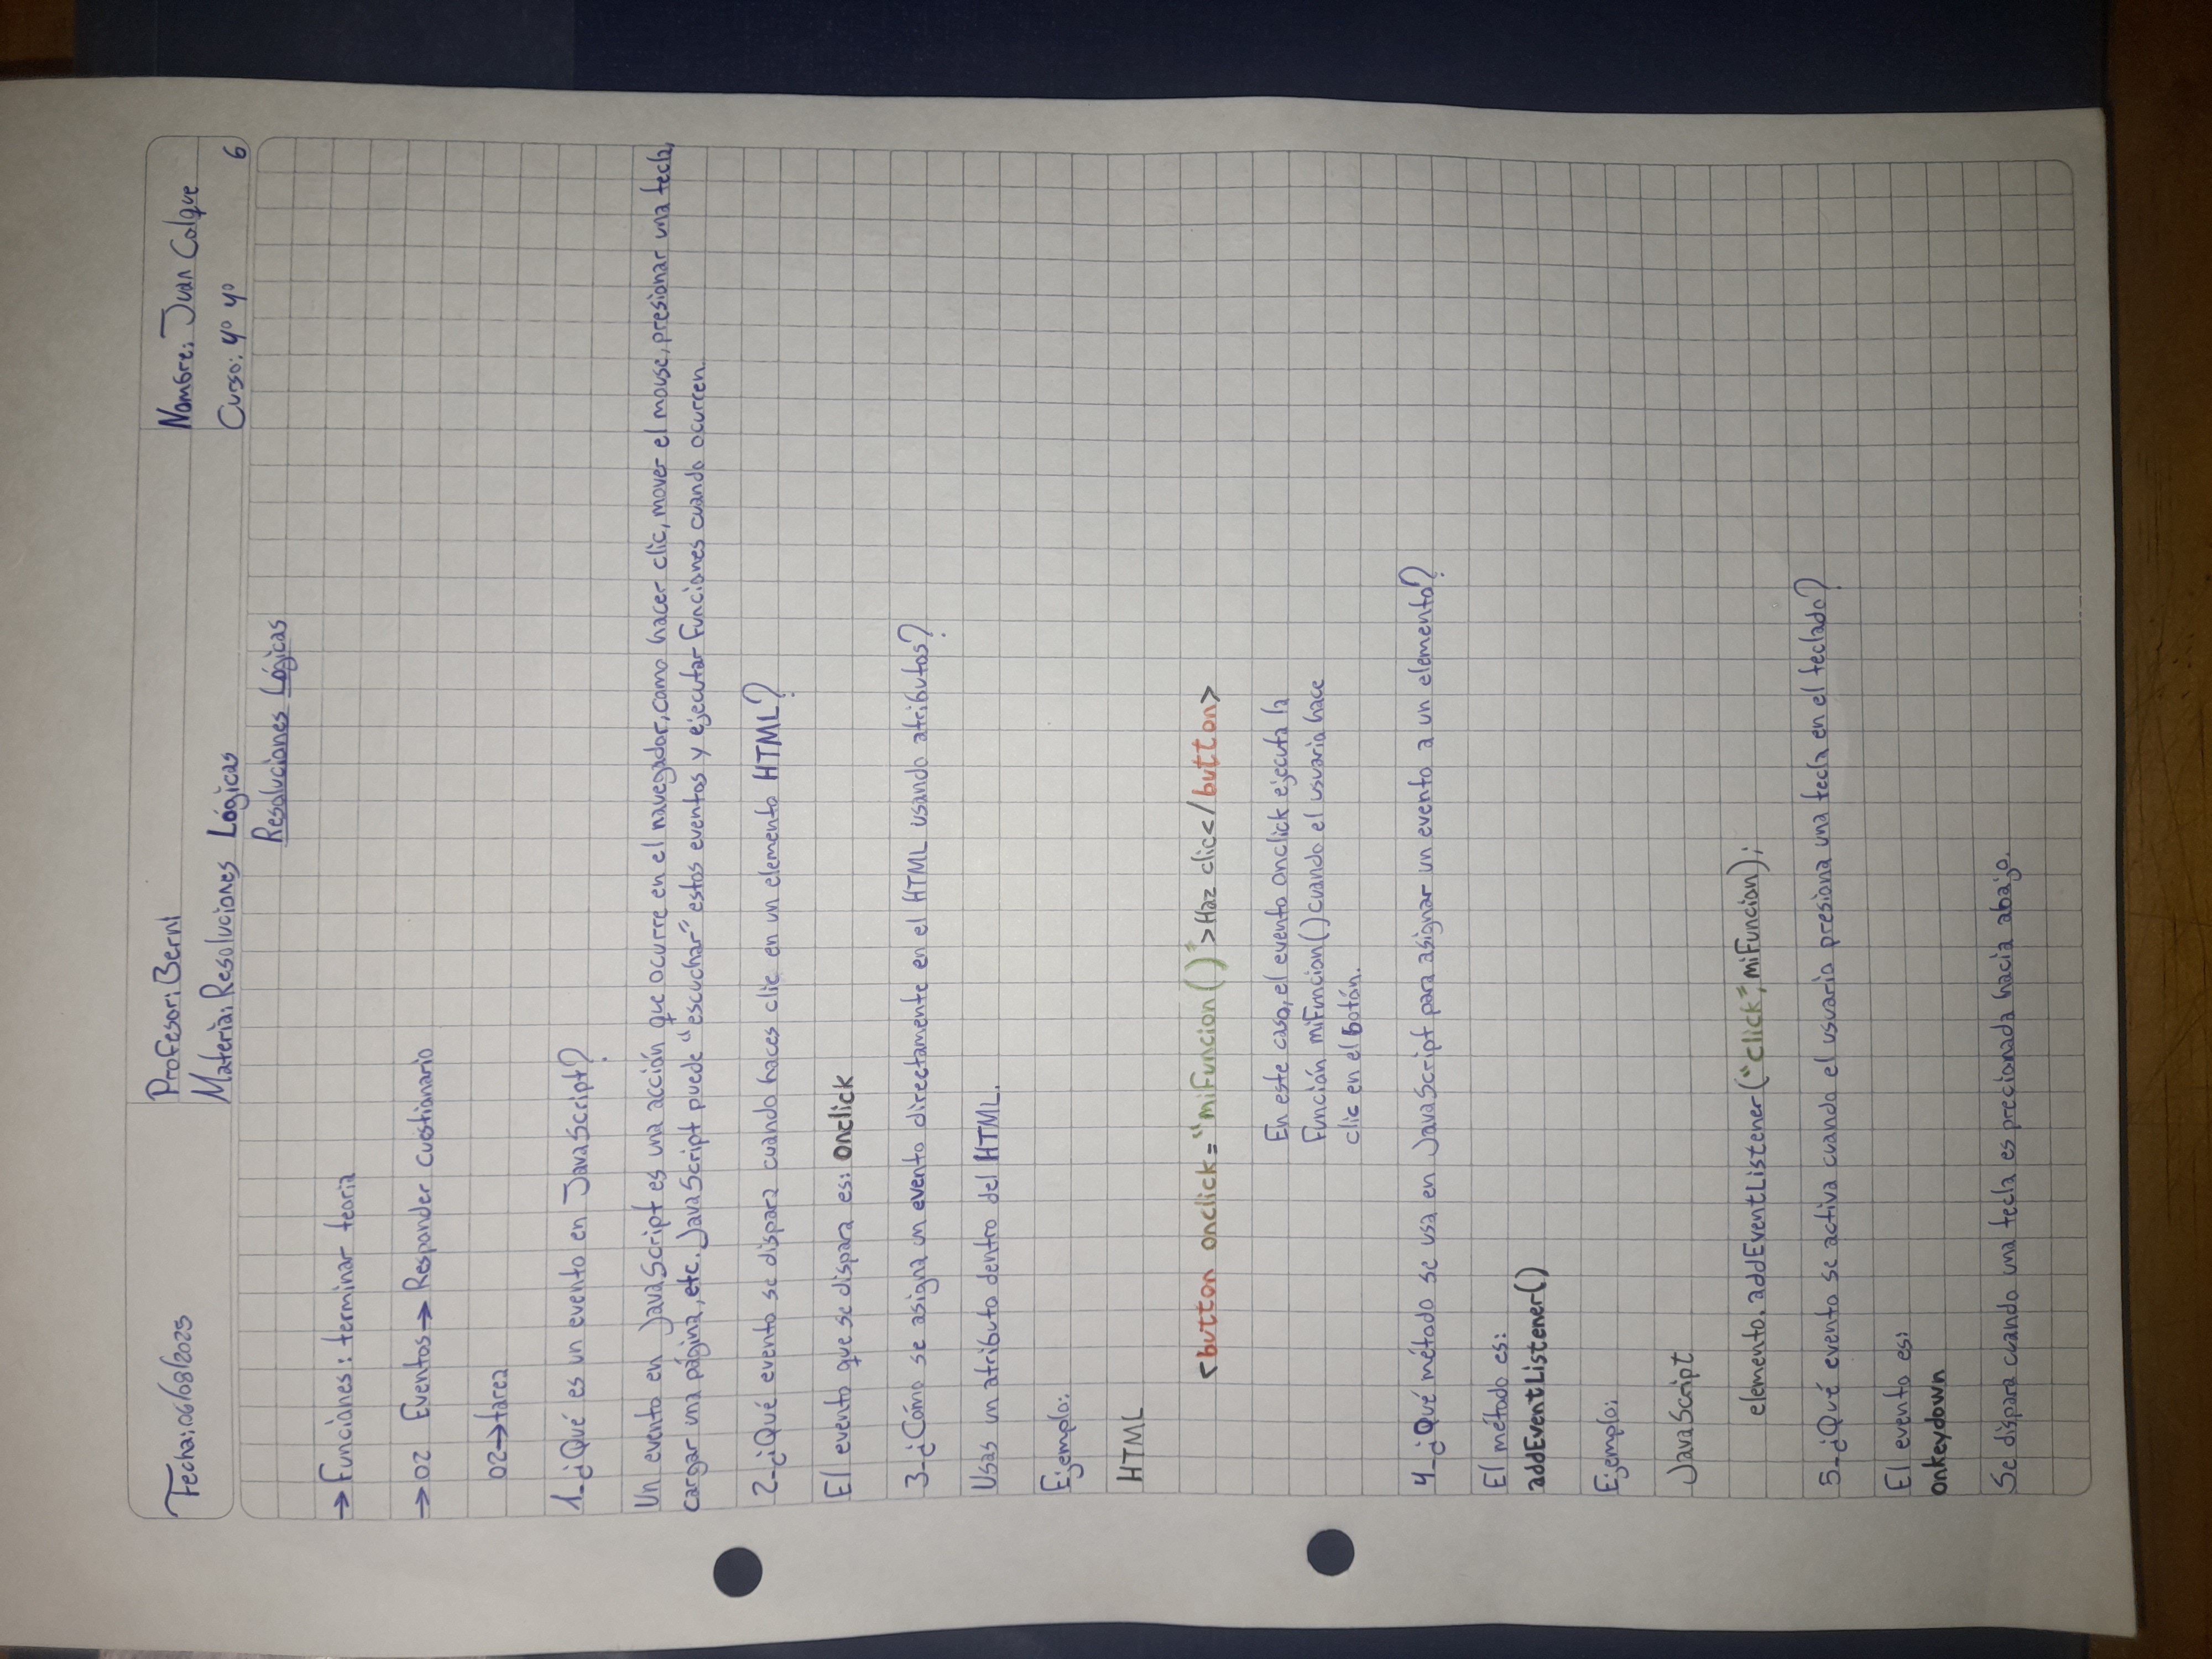 Fecha: 06/08/2025
Profesor: Berni
Materia: Resoluciones Lógicas
Nombre: Juan Colque
Curso: 4° 4°
6
Resoluciones Lógicas
→ Funciones: terminar teoria
→ 02 Eventos → Responder cuestionario
02 → tarea
1_¿Qué es un evento en JavaScript?
Un evento en JavaScript es una acción que ocurre en el navegador, como hacer clic, mover el mouse, presionar una tecla,
cargar una página, etc. JavaScript puede "escuchar" estos eventos y ejecutar funciones cuando ocurren.
2_¿Qué evento se dispara cuando haces clic en un elemento HTML?
El evento que se dispara es: onclick
3_¿Cómo se asigna un evento directamente en el HTML usando atributos?
Usas un atributo dentro del HTML.
Ejemplo:
HTML
<button onclick="miFuncion()">Haz clic</button>
En este caso, el evento onclick ejecuta la
Función miFuncion() cuando el usuario hace
clic en el botón.
4_¿Qué método se usa en JavaScript para asignar un evento a un elemento?
El método es:
addEventListener()
Ejemplo:
JavaScript
elemento.addEventListener("click", miFuncion);
5_¿Qué evento se activa cuando el usuario presiona una tecla en el teclado?
El evento es:
onkeydown
Se dispara cuando una tecla es precionada hacia abajo.